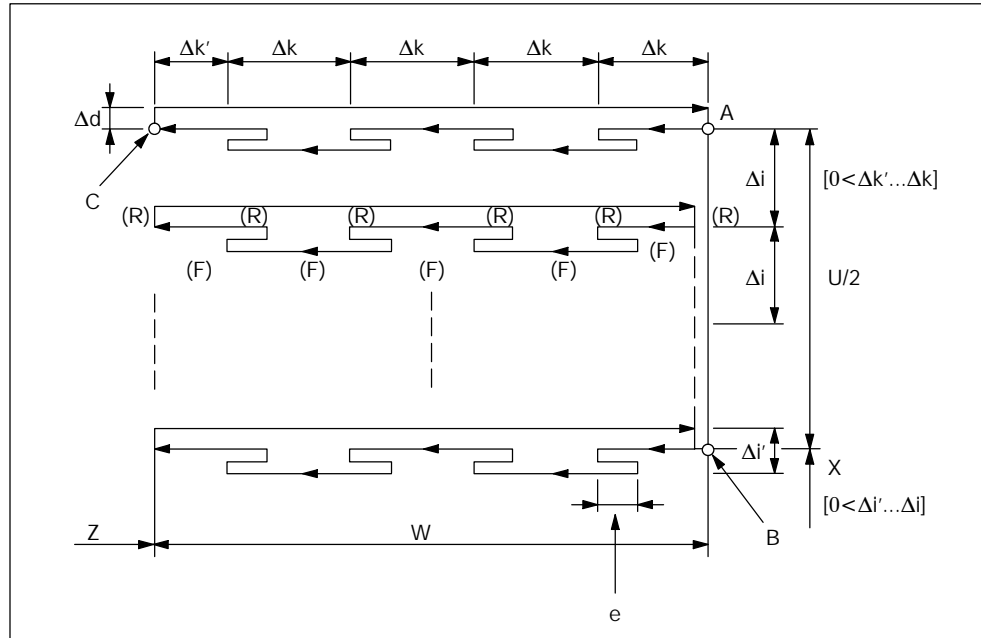 Δk' Δk Δk Δk Δk
Δd
A
C
Δi
[0<Δk'...Δk]
(R) (R) (R) (R) (R) (R)
(F)
(F) (F) (F) (F)
Δi
U/2
Δi'
X
[0<Δi'...Δi]
Z
W
B
e